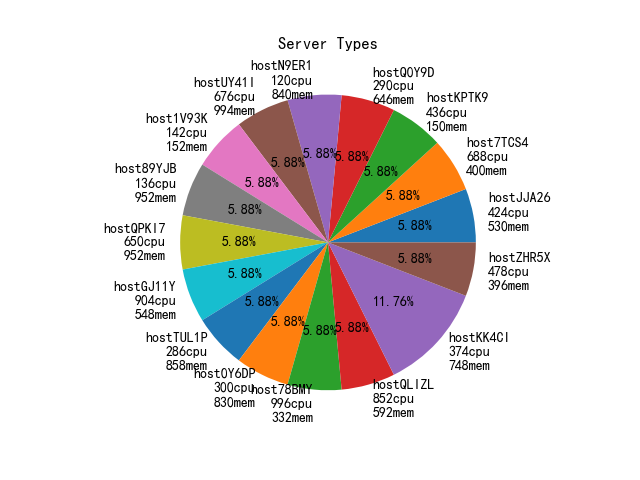 Server Types
hostJJA26
424cpu
530mem
5.88%
host7TCS4
688cpu
400mem
5.88%
hostKPTK9
436cpu
150mem
5.88%
hostQOY9D
290cpu
646mem
5.88%
hostN9ER1
120cpu
840mem
5.88%
hostUY41I
676cpu
994mem
5.88%
host1V93K
142cpu
152mem
5.88%
host89YJB
136cpu
952mem
5.88%
hostQPKI7
650cpu
952mem
5.88%
hostGJ11Y
904cpu
548mem
5.88%
hostTUL1P
286cpu
858mem
5.88%
host0Y6DP
300cpu
830mem
5.88%
host78BMY
996cpu
332mem
5.88%
hostQLIZL
852cpu
592mem
5.88%
hostKK4CI
374cpu
748mem
11.76%
hostZHR5X
478cpu
396mem
5.88%